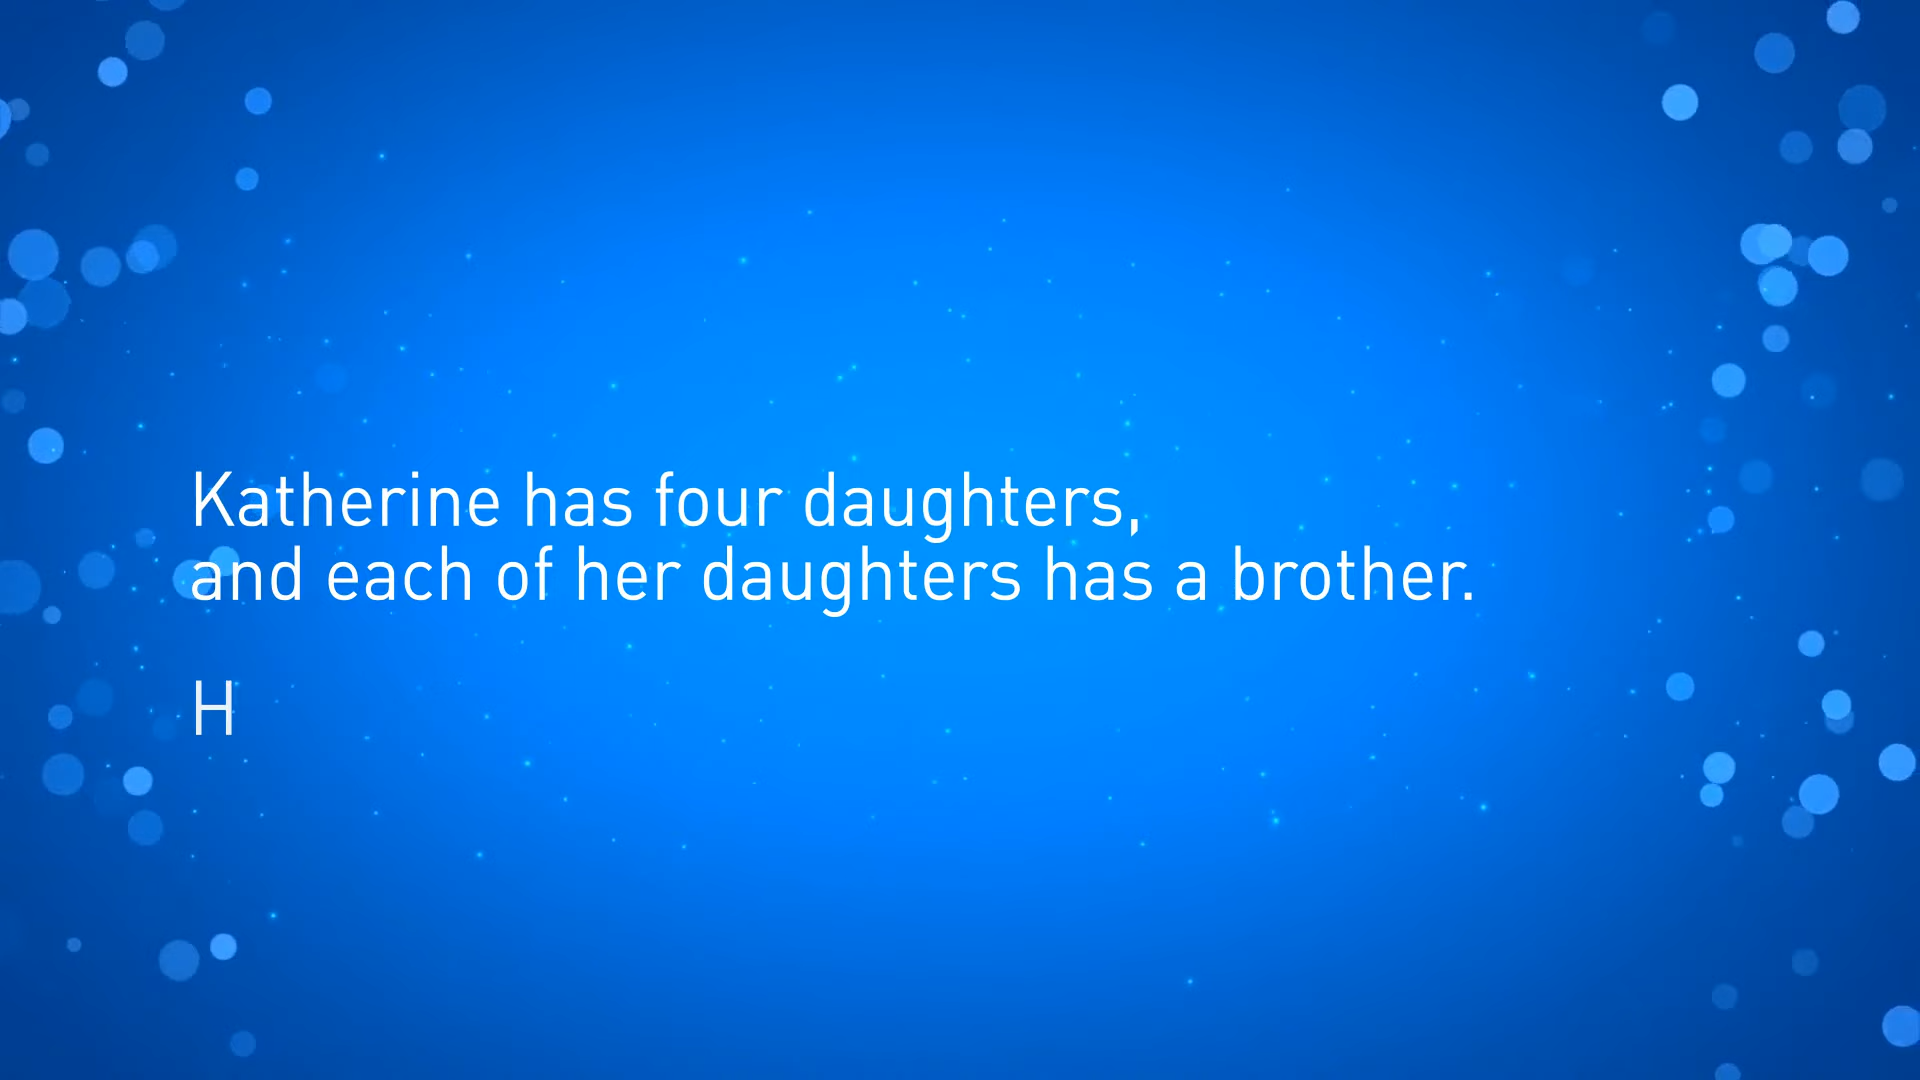 Katherine has four daughters,
and each of her daughters has a brother.
H